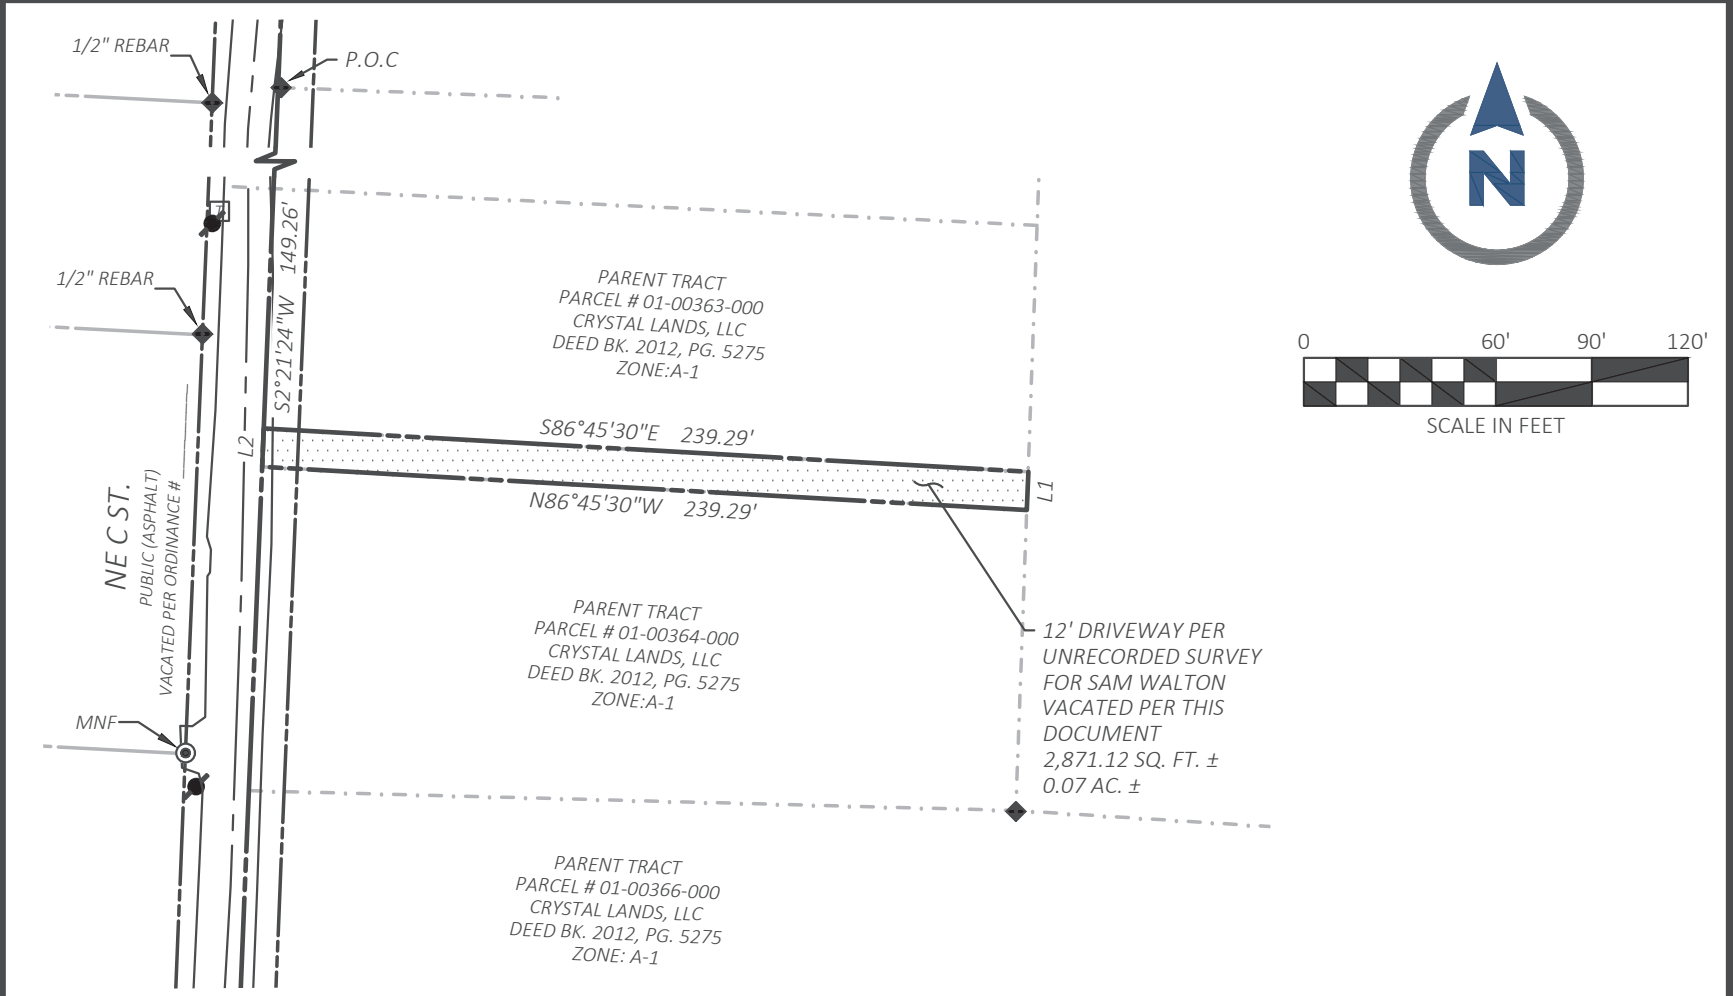 1/2" REBAR
P.O.C
N
T
1/2" REBAR
S2°21'24"W 149.26'
PARENT TRACT
PARCEL # 01-00363-000
CRYSTAL LANDS, LLC
DEED BK. 2012, PG. 5275
ZONE:A-1
0 60' 90' 120'
SCALE IN FEET
S86°45'30"E 239.29'
L2
N86°45'30"W 239.29'
L1
NE C ST.
PUBLIC (ASPHALT)
VACATED PER ORDINANCE # ________
PARENT TRACT
PARCEL # 01-00364-000
CRYSTAL LANDS, LLC
DEED BK. 2012, PG. 5275
ZONE:A-1
12' DRIVEWAY PER
UNRECORDED SURVEY
FOR SAM WALTON
VACATED PER THIS
DOCUMENT
2,871.12 SQ. FT. ±
0.07 AC. ±
MNF
PARENT TRACT
PARCEL # 01-00366-000
CRYSTAL LANDS, LLC
DEED BK. 2012, PG. 5275
ZONE: A-1